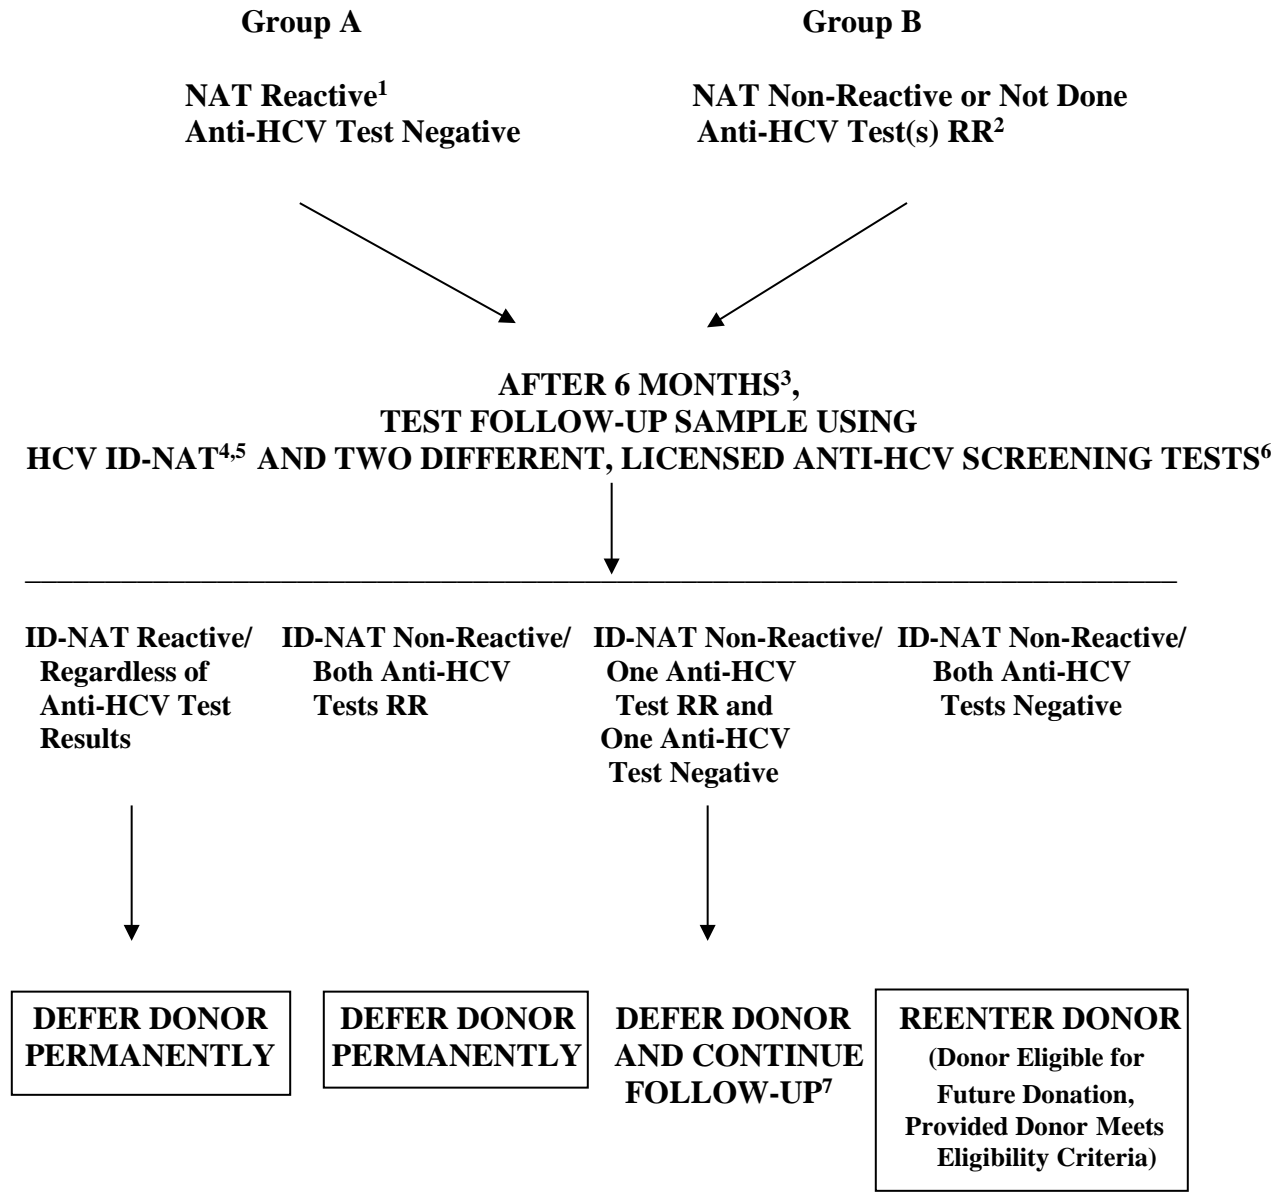 Group A
Group B
NAT Reactive¹
Anti-HCV Test Negative
NAT Non-Reactive or Not Done
Anti-HCV Test(s) RR²
AFTER 6 MONTHS³,
TEST FOLLOW-UP SAMPLE USING
HCV ID-NAT⁴,⁵ AND TWO DIFFERENT, LICENSED ANTI-HCV SCREENING TESTS⁶
ID-NAT Reactive/
Regardless of
Anti-HCV Test
Results
ID-NAT Non-Reactive/
Both Anti-HCV
Tests RR
ID-NAT Non-Reactive/
One Anti-HCV
Test RR and
One Anti-HCV
Test Negative
ID-NAT Non-Reactive/
Both Anti-HCV
Tests Negative
DEFER DONOR
PERMANENTLY
DEFER DONOR
PERMANENTLY
DEFER DONOR
AND CONTINUE
FOLLOW-UP⁷
REENTER DONOR
(Donor Eligible for
Future Donation,
Provided Donor Meets
Eligibility Criteria)